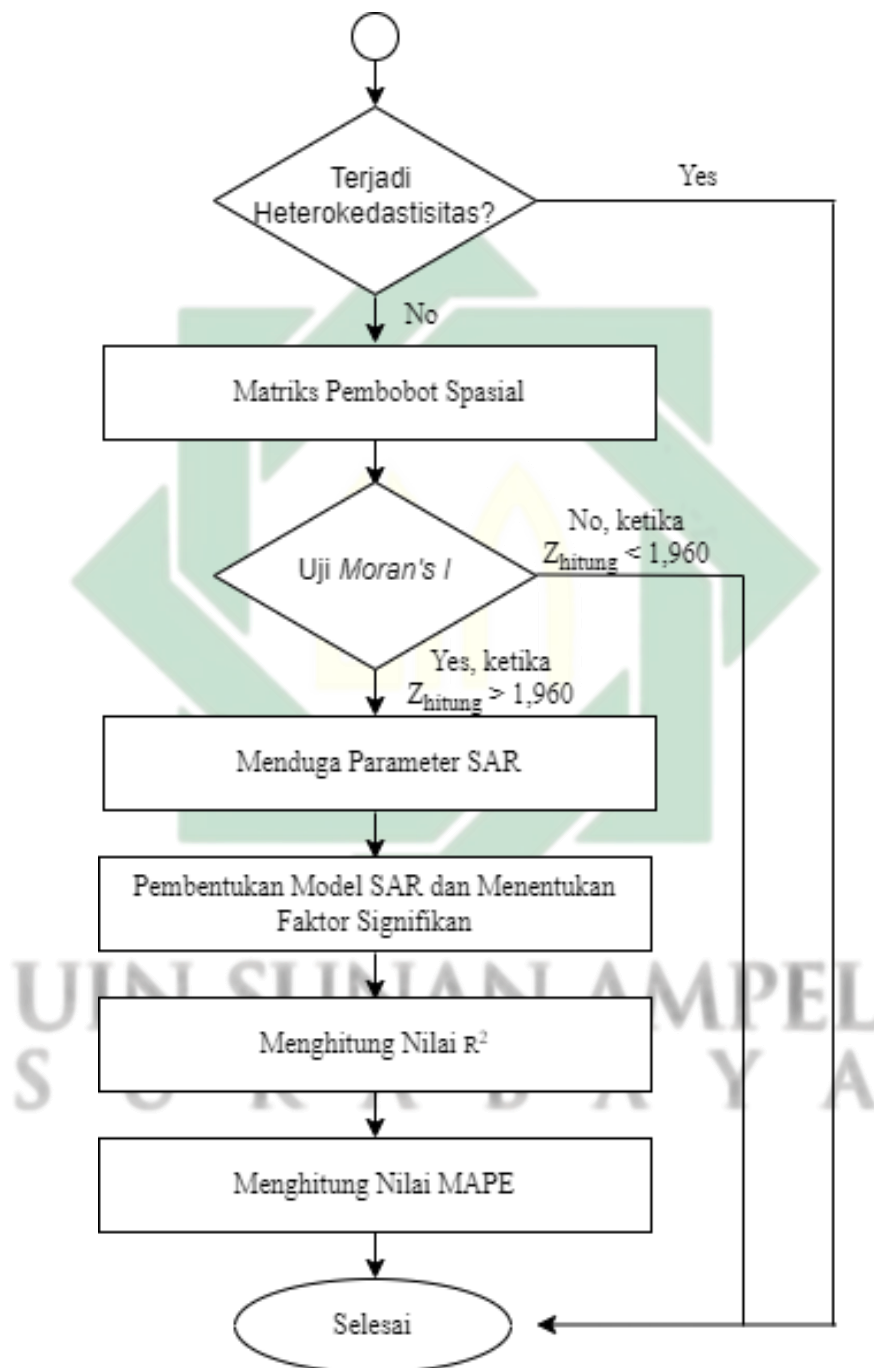 Terjadi
Heterokedastisitas?
Yes
No
Matriks Pembobot Spasial
No, ketika
Zhitung < 1,960
Uji Moran's I
Yes, ketika
Zhitung > 1,960
Menduga Parameter SAR
Pembentukan Model SAR dan Menentukan
Faktor Signifikan
UIN SUNAN AMPEL
Menghitung Nilai R²
S U R A B A Y A
Menghitung Nilai MAPE
Selesai